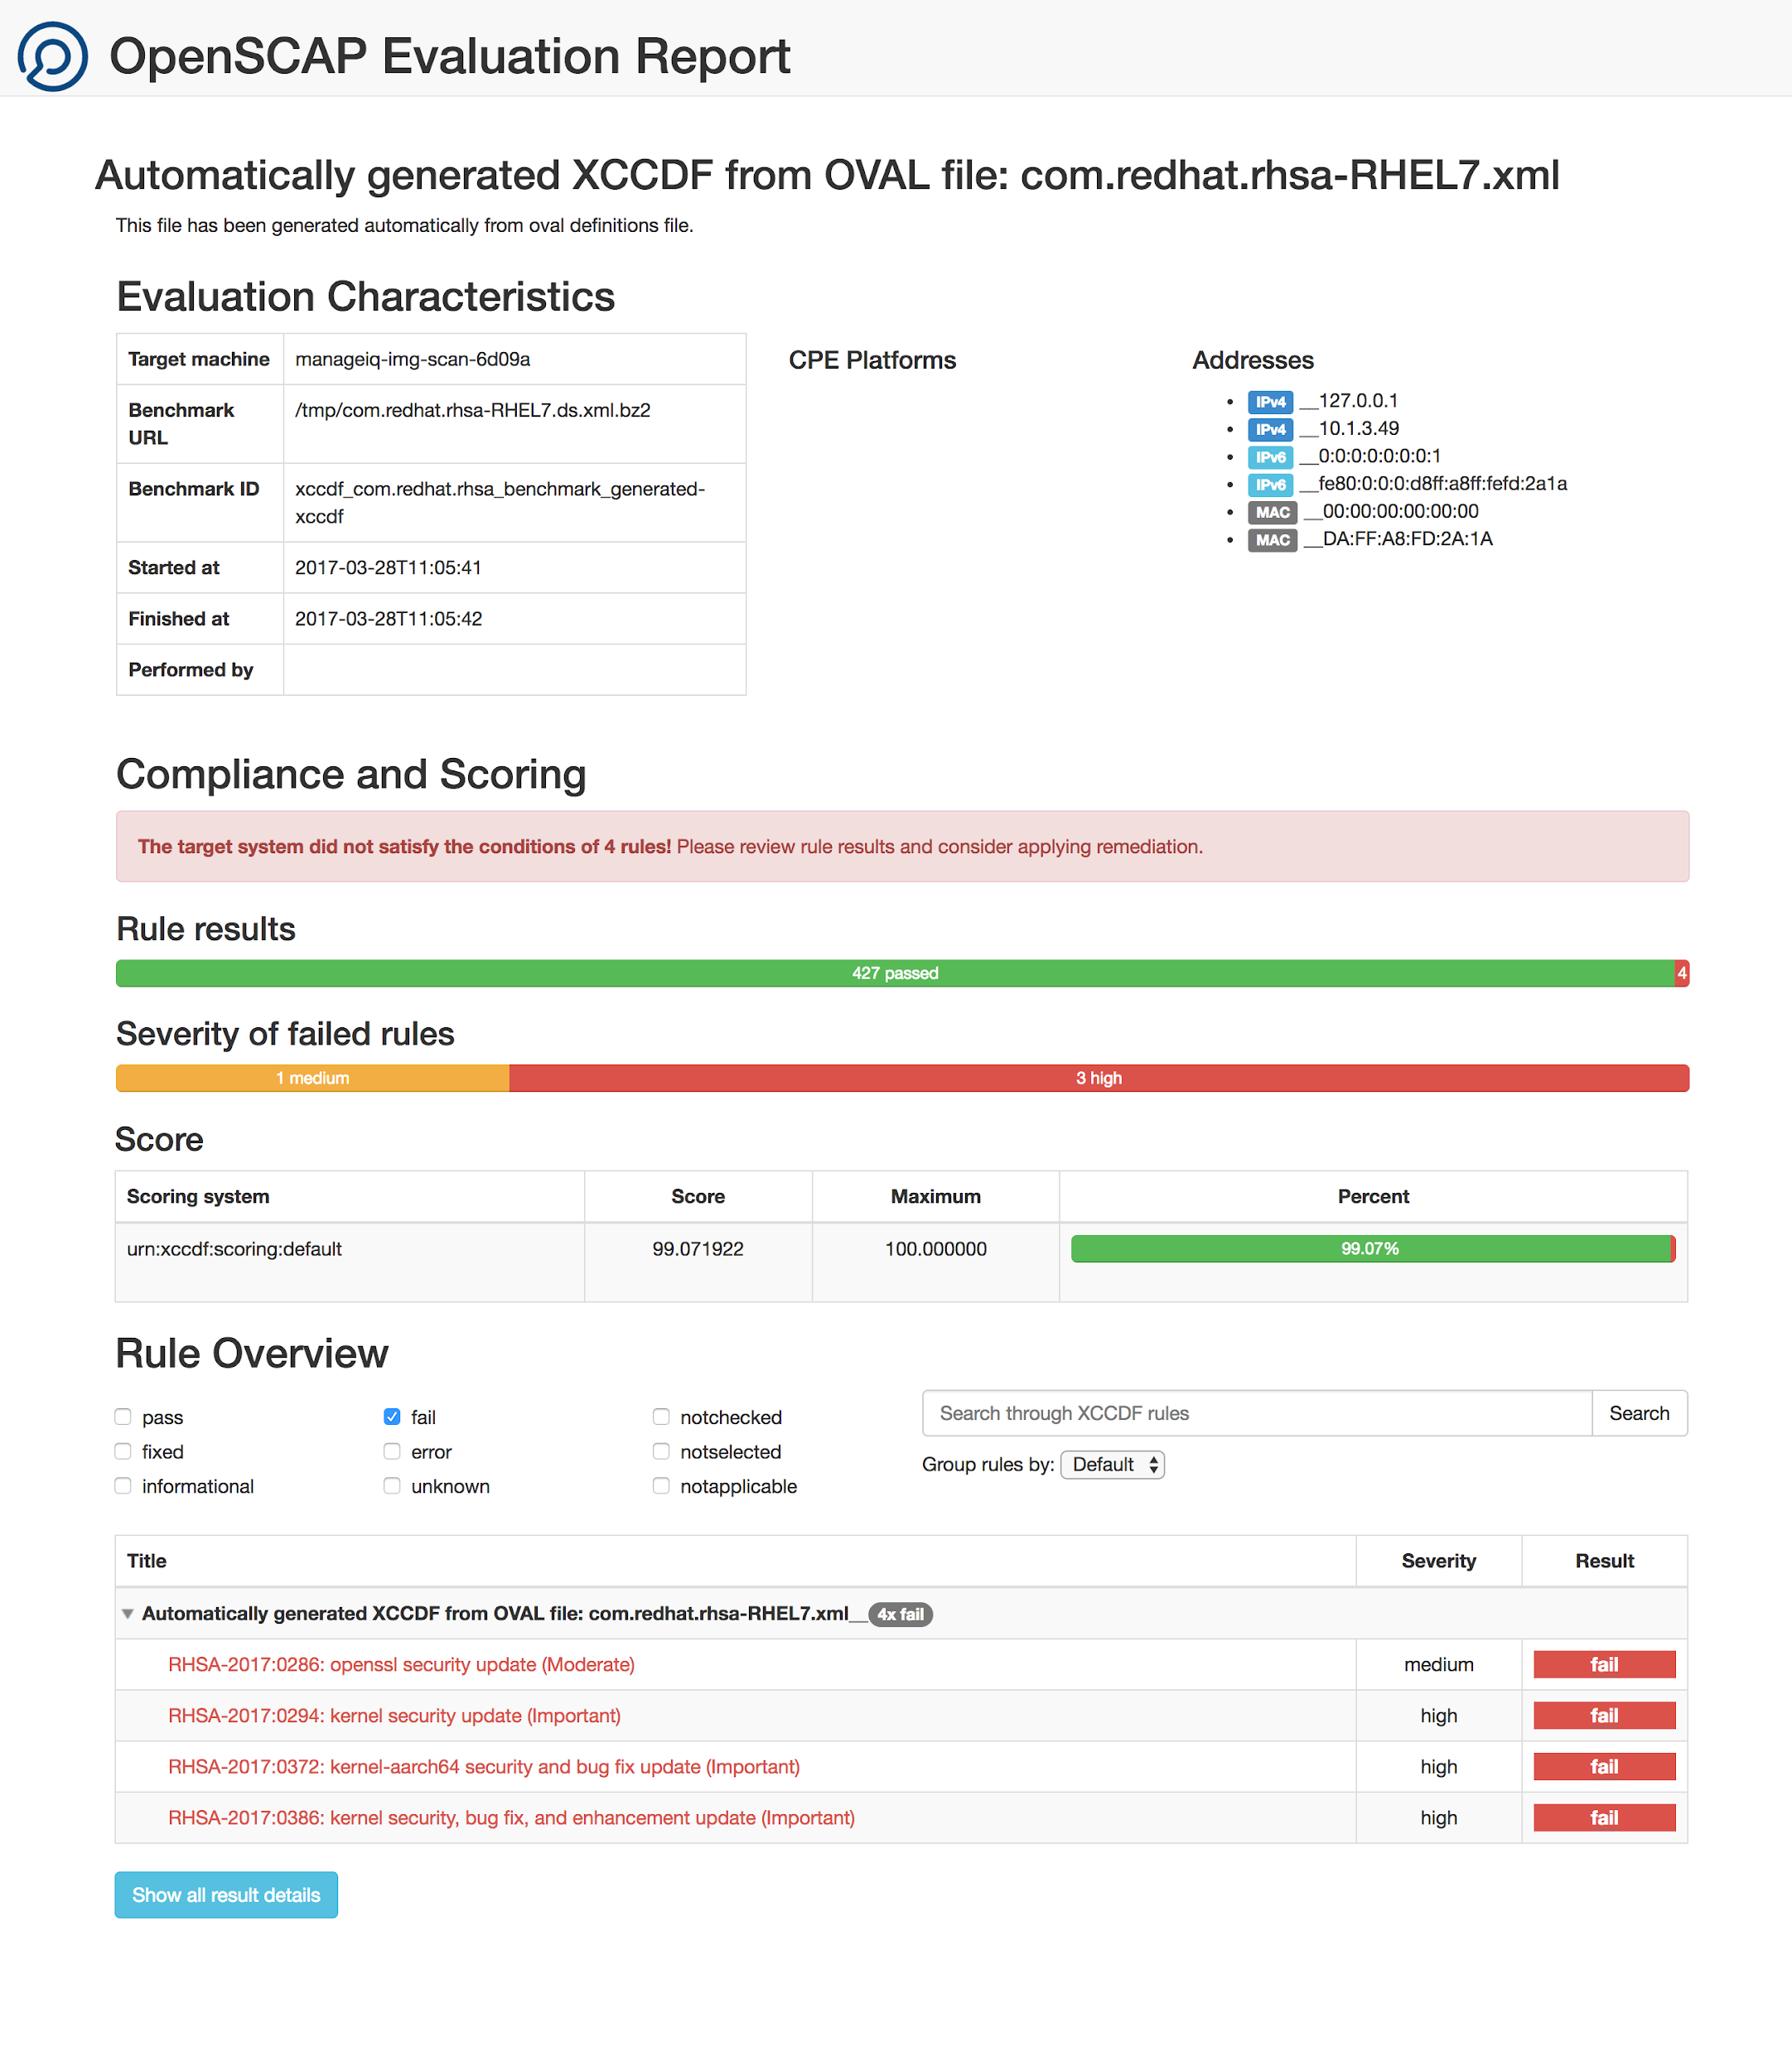 OpenSCAP Evaluation Report
Automatically generated XCCDF from OVAL file: com.redhat.rhsa-RHEL7.xml
This file has been generated automatically from oval definitions file.
Evaluation Characteristics
Target machine manageiq-img-scan-6d09a
Benchmark URL /tmp/com.redhat.rhsa-RHEL7.ds.xml.bz2
Benchmark ID xccdf_com.redhat.rhsa_benchmark_generated-
xccdf
Started at 2017-03-28T11:05:41
Finished at 2017-03-28T11:05:42
Performed by
CPE Platforms
Addresses
IPv4 __127.0.0.1
IPv4 __10.1.3.49
IPv6 __0:0:0:0:0:0:0:1
IPv6 __fe80:0:0:0:d8ff:a8ff:fefd:2a1a
MAC __00:00:00:00:00:00
MAC __DA:FF:A8:FD:2A:1A
Compliance and Scoring
The target system did not satisfy the conditions of 4 rules! Please review rule results and consider applying remediation.
Rule results
427 passed 4
Severity of failed rules
1 medium 3 high
Score
Scoring system Score Maximum Percent
urn:xccdf:scoring:default 99.071922 100.000000 99.07%
Rule Overview
pass fail notchecked
fixed error notselected
informational unknown notapplicable
Search through XCCDF rules Search
Group rules by: Default
Title Severity Result
Automatically generated XCCDF from OVAL file: com.redhat.rhsa-RHEL7.xml__ 4x fail
RHSA-2017:0286: openssl security update (Moderate) medium fail
RHSA-2017:0294: kernel security update (Important) high fail
RHSA-2017:0372: kernel-aarch64 security and bug fix update (Important) high fail
RHSA-2017:0386: kernel security, bug fix, and enhancement update (Important) high fail
Show all result details